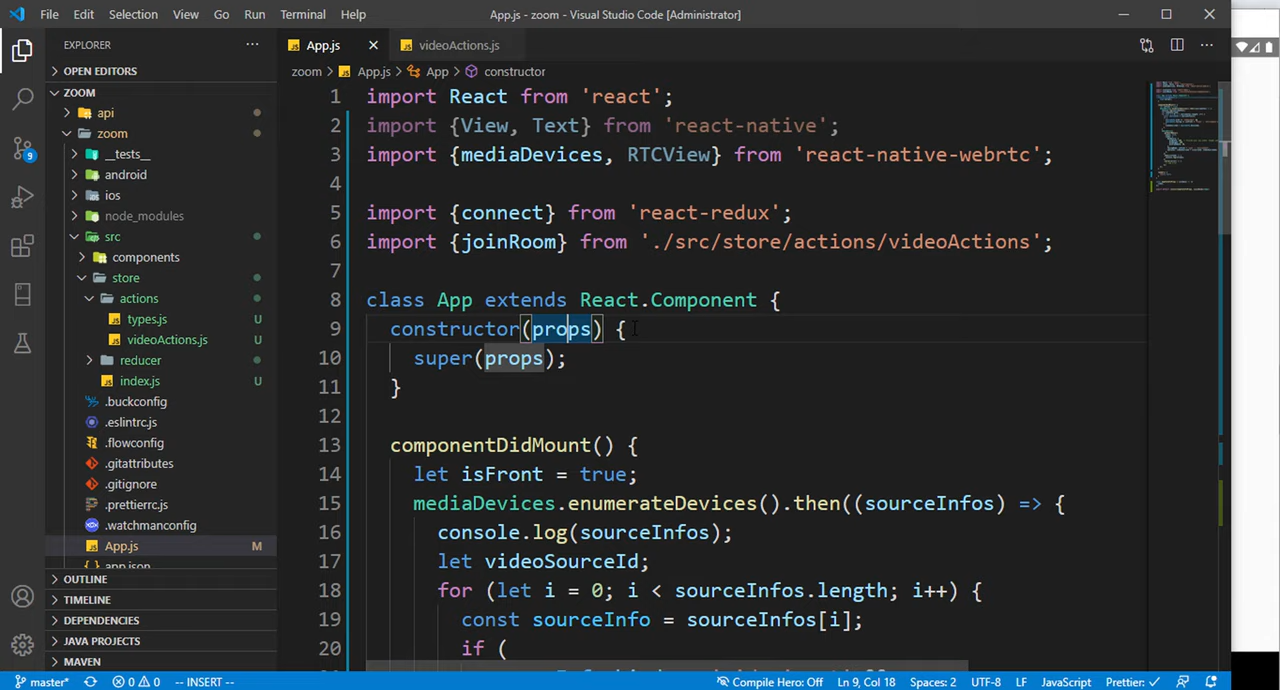 File Edit Selection View Go Run Terminal Help App.js - zoom - Visual Studio Code [Administrator]
EXPLORER
OPEN EDITORS
ZOOM
api
zoom
__tests__
android
ios
node_modules
src
components
store
actions
types.js U
videoActions.js U
reducer
index.js U
.buckconfig
.eslintrc.js
.flowconfig
.gitattributes
.gitignore
.prettierrc.js
.watchmanconfig
App.js M
app.json
OUTLINE
TIMELINE
DEPENDENCIES
JAVA PROJECTS
MAVEN
9
App.js videoActions.js
zoom > App.js > App > constructor
1 import React from 'react';
2 import {View, Text} from 'react-native';
3 import {mediaDevices, RTCView} from 'react-native-webrtc';
4
5 import {connect} from 'react-redux';
6 import {joinRoom} from './src/store/actions/videoActions';
7
8 class App extends React.Component {
9 constructor(props) {
10 super(props);
11 }
12
13 componentDidMount() {
14 let isFront = true;
15 mediaDevices.enumerateDevices().then((sourceInfos) => {
16 console.log(sourceInfos);
17 let videoSourceId;
18 for (let i = 0; i < sourceInfos.length; i++) {
19 const sourceInfo = sourceInfos[i];
20 if (
master* 0 0 -- INSERT -- Compile Hero: Off Ln 9, Col 18 Spaces: 2 UTF-8 LF JavaScript Prettier: ✓